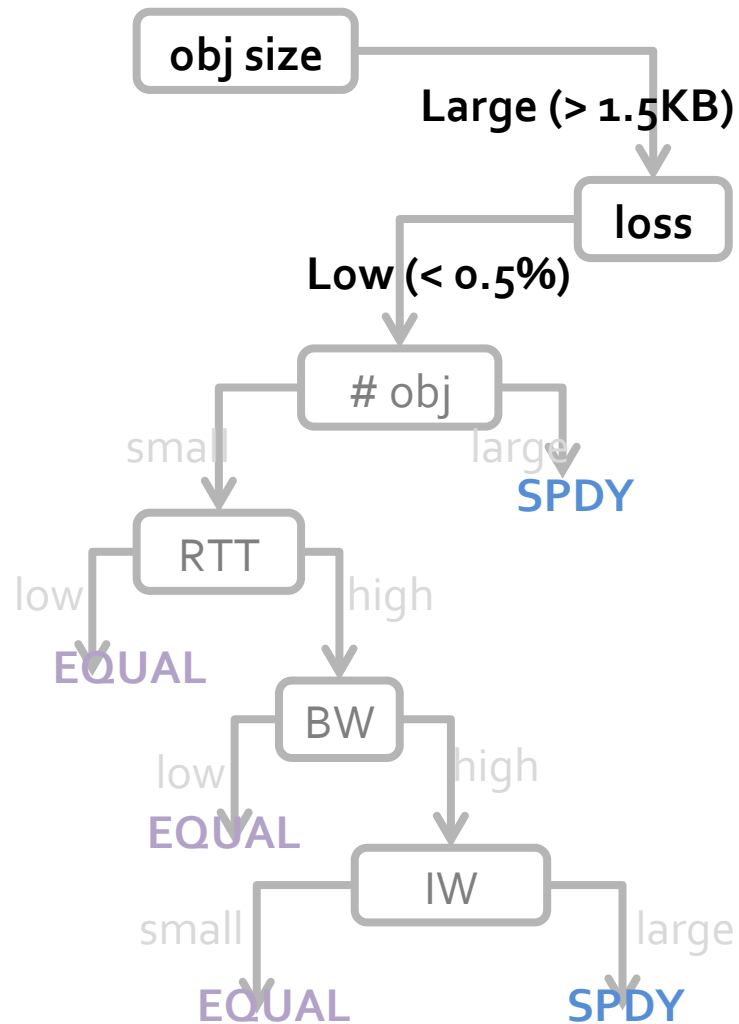 obj size
Large (> 1.5KB)
loss
Low (< 0.5%)
# obj
small
large
SPDY
RTT
low
high
EQUAL
BW
low
high
EQUAL
IW
small
large
EQUAL
SPDY